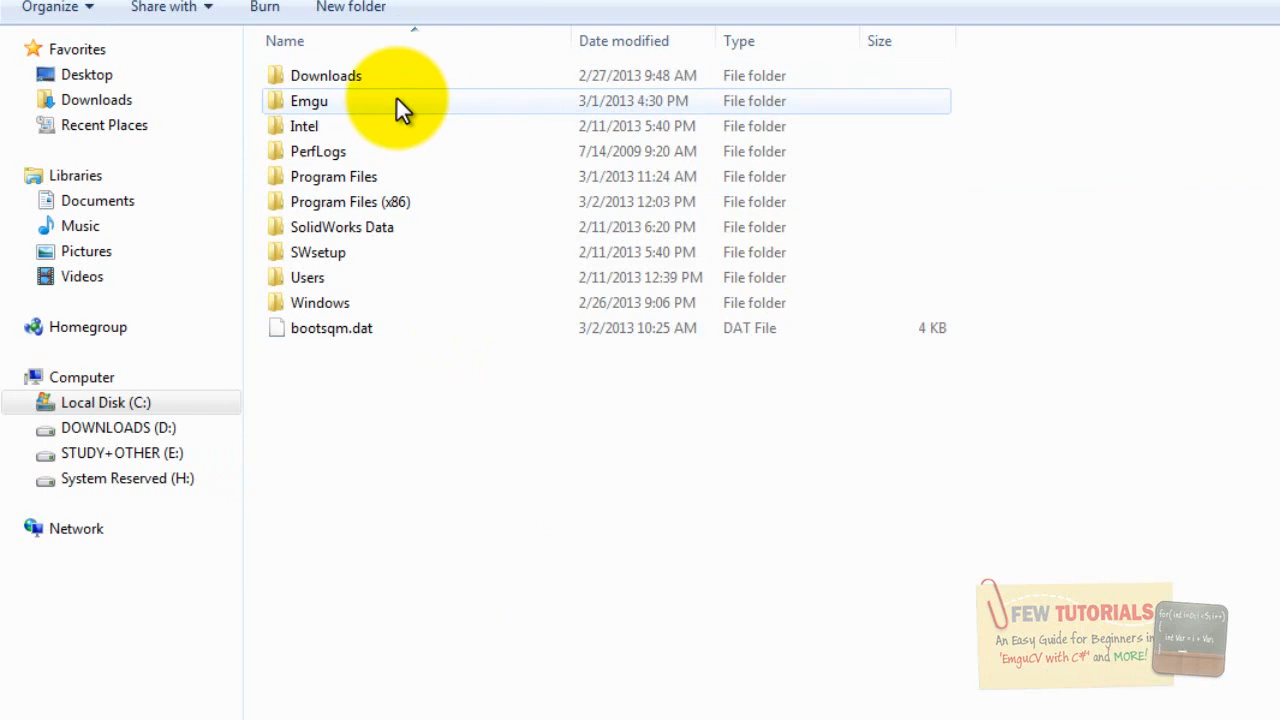 Organize Share with Burn New folder
Name Date modified Type Size
Favorites
Desktop
Downloads
Recent Places
Libraries
Documents
Music
Pictures
Videos
Homegroup
Computer
Local Disk (C:)
DOWNLOADS (D:)
STUDY+OTHER (E:)
System Reserved (H:)
Network
Downloads 2/27/2013 9:48 AM File folder
Emgu 3/1/2013 4:30 PM File folder
Intel 2/11/2013 5:40 PM File folder
PerfLogs 7/14/2009 9:20 AM File folder
Program Files 3/1/2013 11:24 AM File folder
Program Files (x86) 3/2/2013 12:03 PM File folder
SolidWorks Data 2/11/2013 6:20 PM File folder
SWsetup 2/11/2013 5:40 PM File folder
Users 2/11/2013 12:39 PM File folder
Windows 2/26/2013 9:06 PM File folder
bootsqm.dat 3/2/2013 10:25 AM DAT File 4 KB
FEW TUTORIALS
An Easy Guide for Beginners in
'EmguCV with C#' and MORE!
int Var = i + Var;